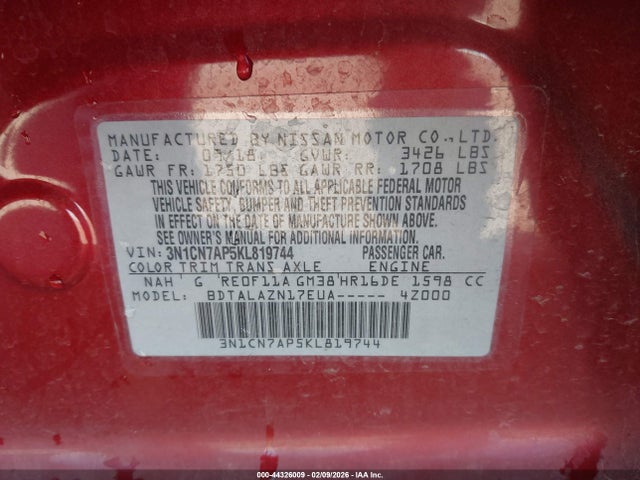 MANUFACTURED BY NISSAN MOTOR CO.,LTD.
DATE: 09/18 GVWR: 3426 LBS
GAWR FR: 1750 LBS GAWR RR: 1708 LBS
THIS VEHICLE CONFORMS TO ALL APPLICABLE FEDERAL MOTOR
VEHICLE SAFETY, BUMPER AND THEFT PREVENTION STANDARDS
IN EFFECT ON THE DATE OF MANUFACTURE SHOWN ABOVE.
SEE OWNER'S MANUAL FOR ADDITIONAL INFORMATION.
VIN: 3N1CN7AP5KL819744 PASSENGER CAR.
COLOR TRIM TRANS AXLE ENGINE
NAH G RE0F11A GM38 HR16DE 1598 CC
MODEL: BDTALAZN17EUA----- 4Z000
3N1CN7AP5KL819744
000-44326009 - 02/09/2026 - IAA Inc.